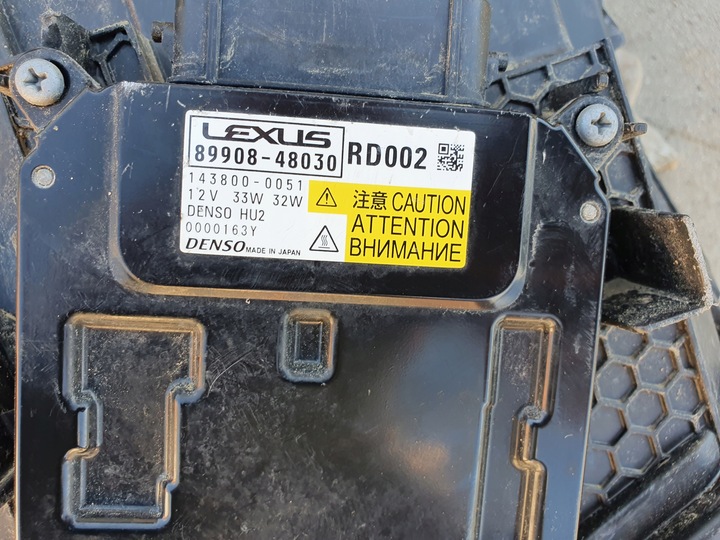 LEXUS
89908-48030 RD002
143800-0051
12V 33W 32W
DENSO HU2
0000163Y
DENSO MADE IN JAPAN
注意 CAUTION
ATTENTION
ВНИМАНИЕ